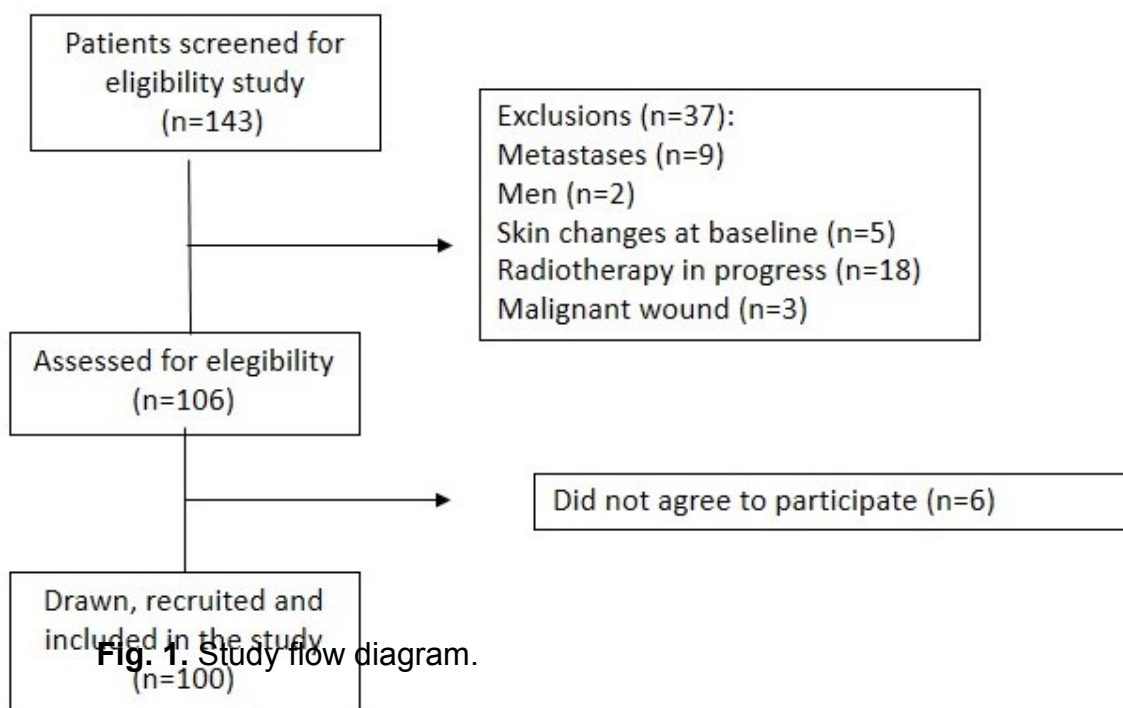 Patients screened for
eligibility study
(n=143)
Exclusions (n=37):
Metastases (n=9)
Men (n=2)
Skin changes at baseline (n=5)
Radiotherapy in progress (n=18)
Malignant wound (n=3)
Assessed for elegibility
(n=106)
Did not agree to participate (n=6)
Drawn, recruited and
included in the study
(n=100)
Fig. 1. Study flow diagram.